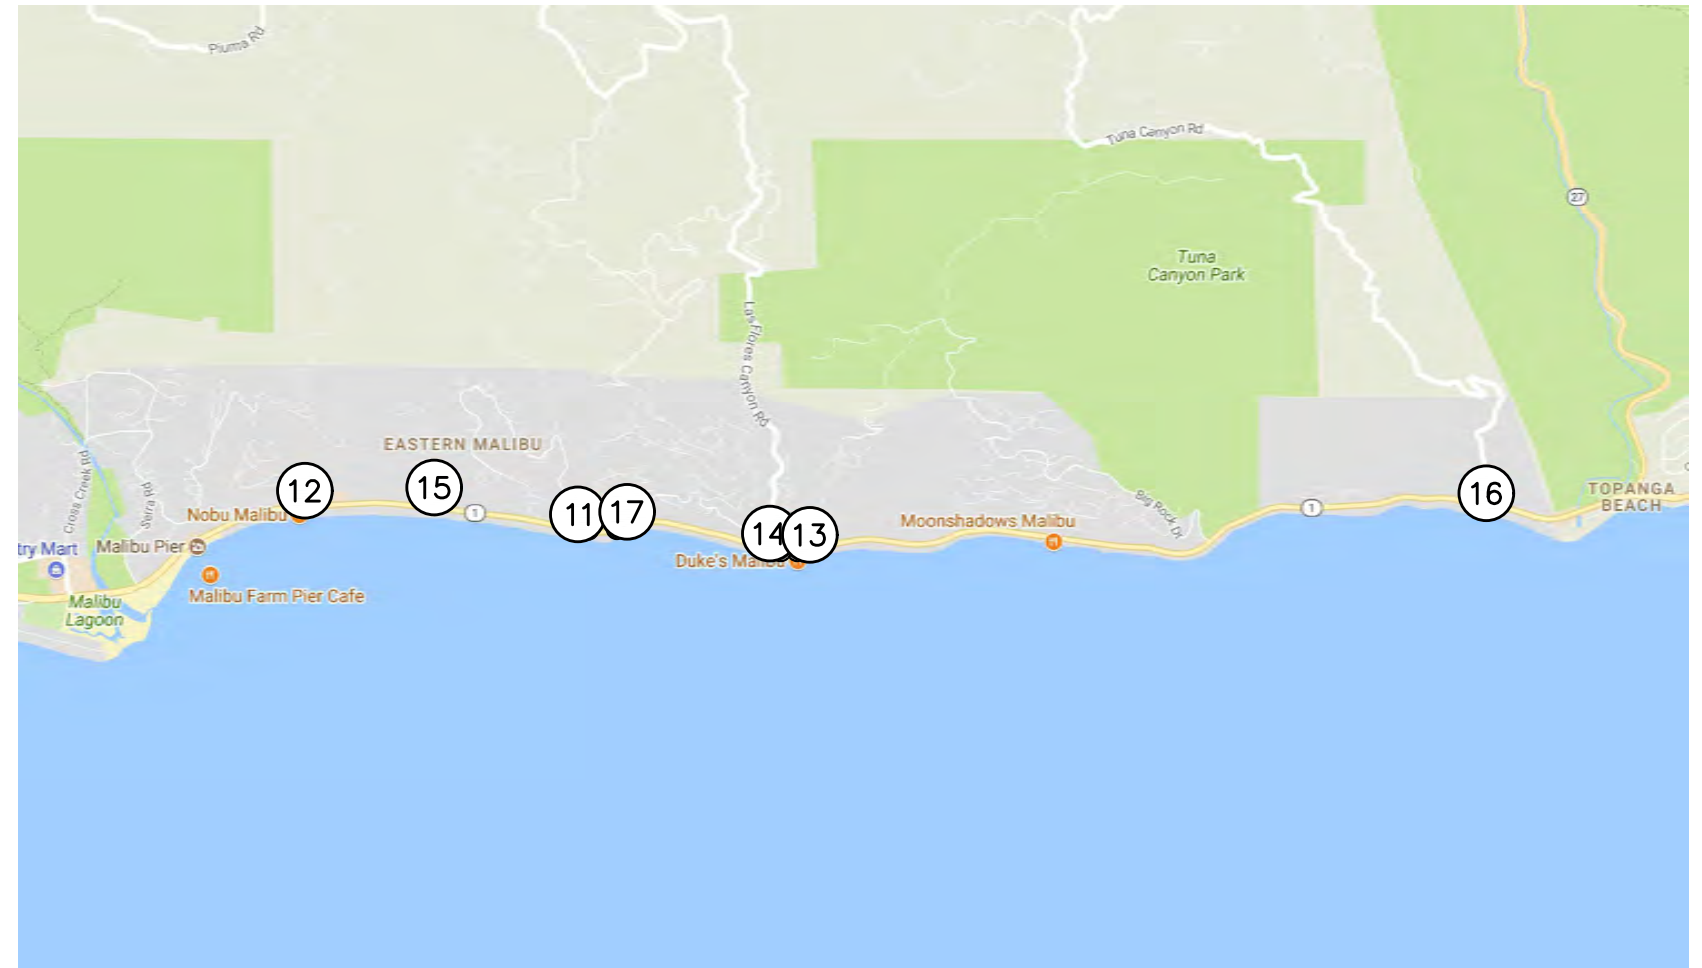 Piuma Rd
Tuna Canyon Rd
27
Tuna
Canyon Park
Las Flores Canyon Rd
EASTERN MALIBU
Cross Creek Rd
Serra Rd
12
15
16
Nobu Malibu
1
11
17
14
13
Moonshadows Malibu
Big Rock Dr
1
TOPANGA
BEACH
try Mart
Malibu Pier
Duke's Malibu
Malibu Farm Pier Cafe
Malibu
Lagoon